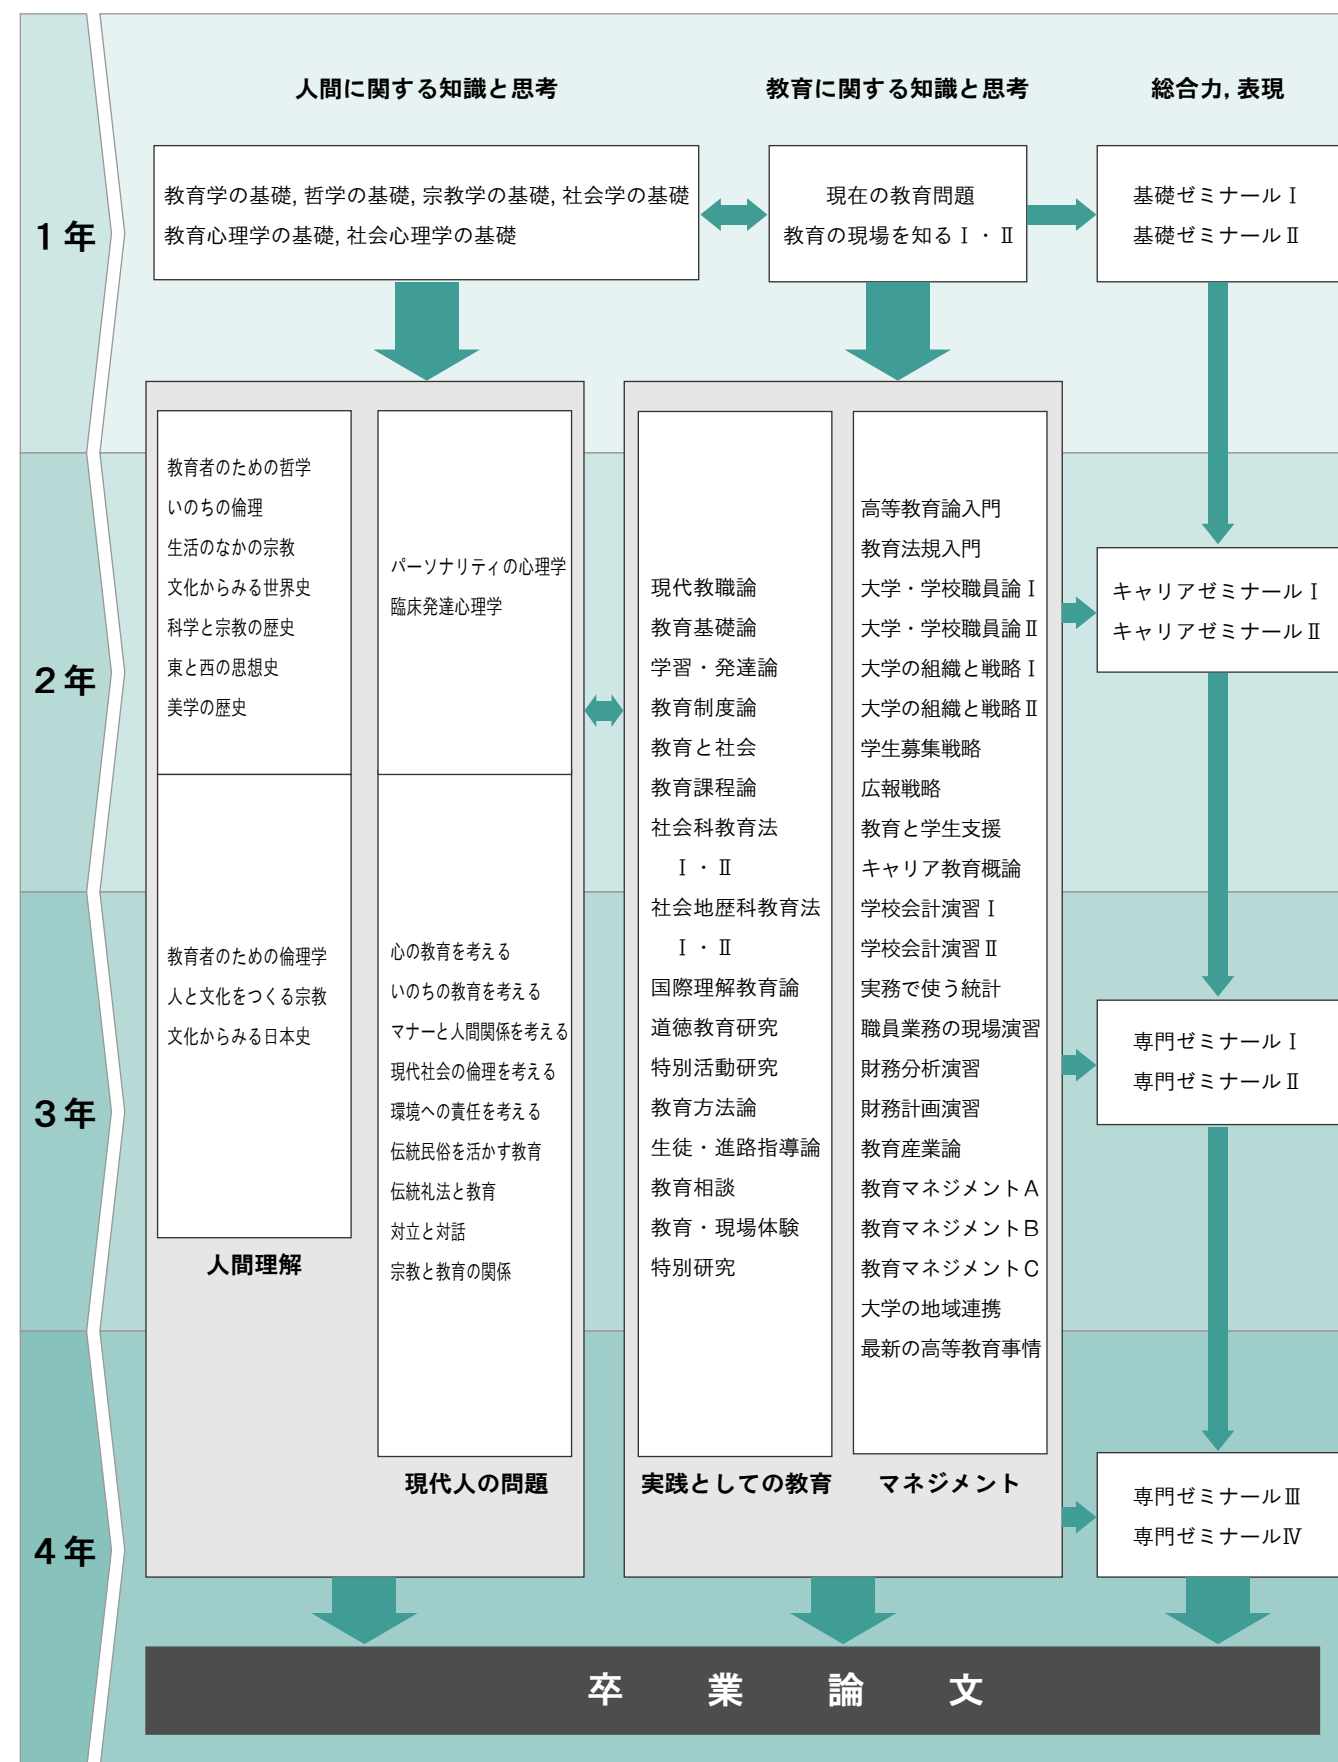 人間に関する知識と思考
教育に関する知識と思考
総合力, 表現
1年
教育学の基礎, 哲学の基礎, 宗教学の基礎, 社会学の基礎
教育心理学の基礎, 社会心理学の基礎
現在の教育問題
教育の現場を知るⅠ・Ⅱ
基礎ゼミナールⅠ
基礎ゼミナールⅡ
2年
教育者のための哲学
いのちの倫理
生活のなかの宗教
文化からみる世界史
科学と宗教の歴史
東と西の思想史
美学の歴史
パーソナリティの心理学
臨床発達心理学
教育者のための倫理学
人と文化をつくる宗教
文化からみる日本史
人間理解
心の教育を考える
いのちの教育を考える
マナーと人間関係を考える
現代社会の倫理を考える
環境への責任を考える
伝統民俗を活かす教育
伝統礼法と教育
対立と対話
宗教と教育の関係
現代人の問題
現代教職論
教育基礎論
学習・発達論
教育制度論
教育と社会
教育課程論
社会科教育法
Ⅰ・Ⅱ
社会地歴科教育法
Ⅰ・Ⅱ
国際理解教育論
道徳教育研究
特別活動研究
教育方法論
生徒・進路指導論
教育相談
教育・現場体験
特別研究
実践としての教育
高等教育論入門
教育法規入門
大学・学校職員論Ⅰ
大学・学校職員論Ⅱ
大学の組織と戦略Ⅰ
大学の組織と戦略Ⅱ
学生募集戦略
広報戦略
教育と学生支援
キャリア教育概論
学校会計演習Ⅰ
学校会計演習Ⅱ
実務で使う統計
職員業務の現場演習
財務分析演習
財務計画演習
教育産業論
教育マネジメントA
教育マネジメントB
教育マネジメントC
大学の地域連携
最新の高等教育事情
マネジメント
キャリアゼミナールⅠ
キャリアゼミナールⅡ
3年
専門ゼミナールⅠ
専門ゼミナールⅡ
4年
専門ゼミナールⅢ
専門ゼミナールⅣ
卒業論文